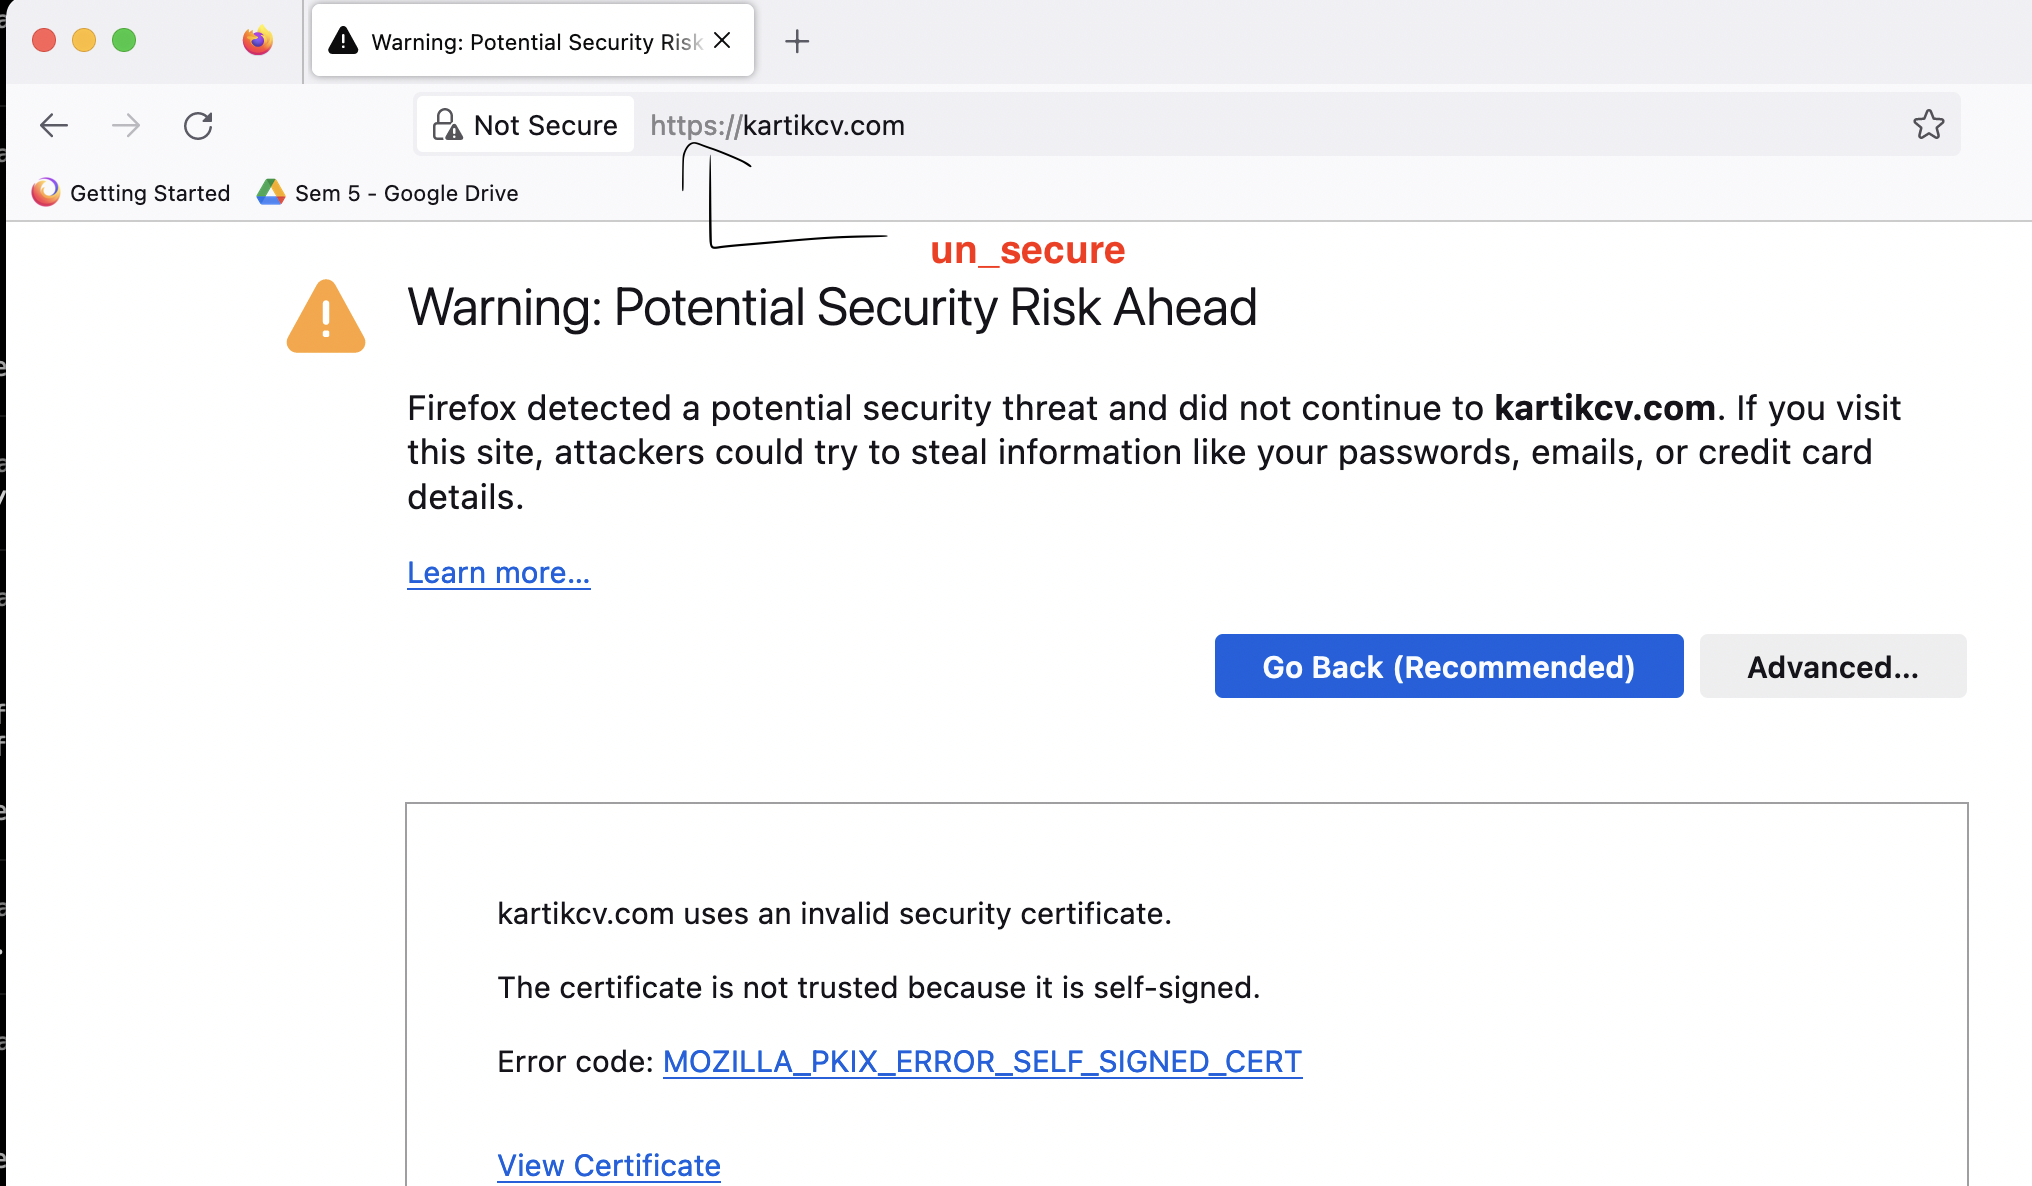 Warning: Potential Security Risk
Not Secure https://kartikcv.com
Getting Started Sem 5 - Google Drive
un_secure
Warning: Potential Security Risk Ahead
Firefox detected a potential security threat and did not continue to kartikcv.com. If you visit
this site, attackers could try to steal information like your passwords, emails, or credit card
details.
Learn more...
Go Back (Recommended) Advanced...
kartikcv.com uses an invalid security certificate.
The certificate is not trusted because it is self-signed.
Error code: MOZILLA_PKIX_ERROR_SELF_SIGNED_CERT
View Certificate